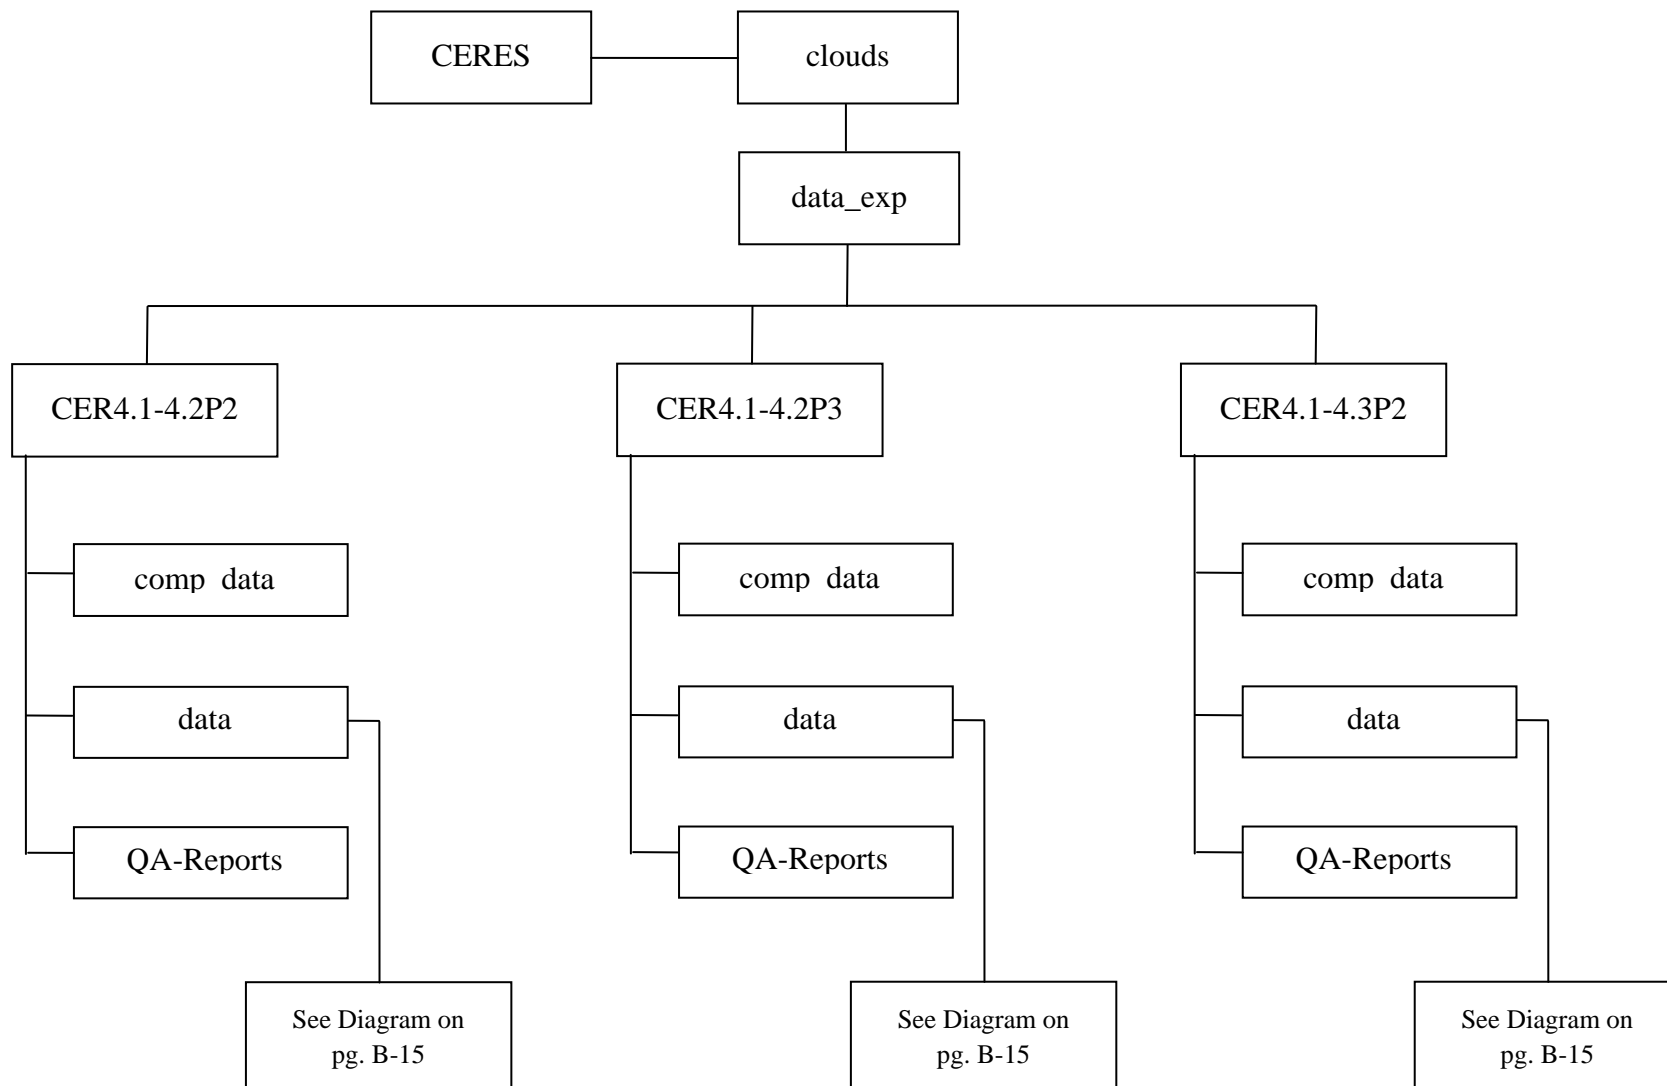 CERES
clouds
data_exp
CER4.1-4.2P2
CER4.1-4.2P3
CER4.1-4.3P2
comp_data
comp_data
comp_data
data
data
data
QA-Reports
QA-Reports
QA-Reports
See Diagram on
pg. B-15
See Diagram on
pg. B-15
See Diagram on
pg. B-15